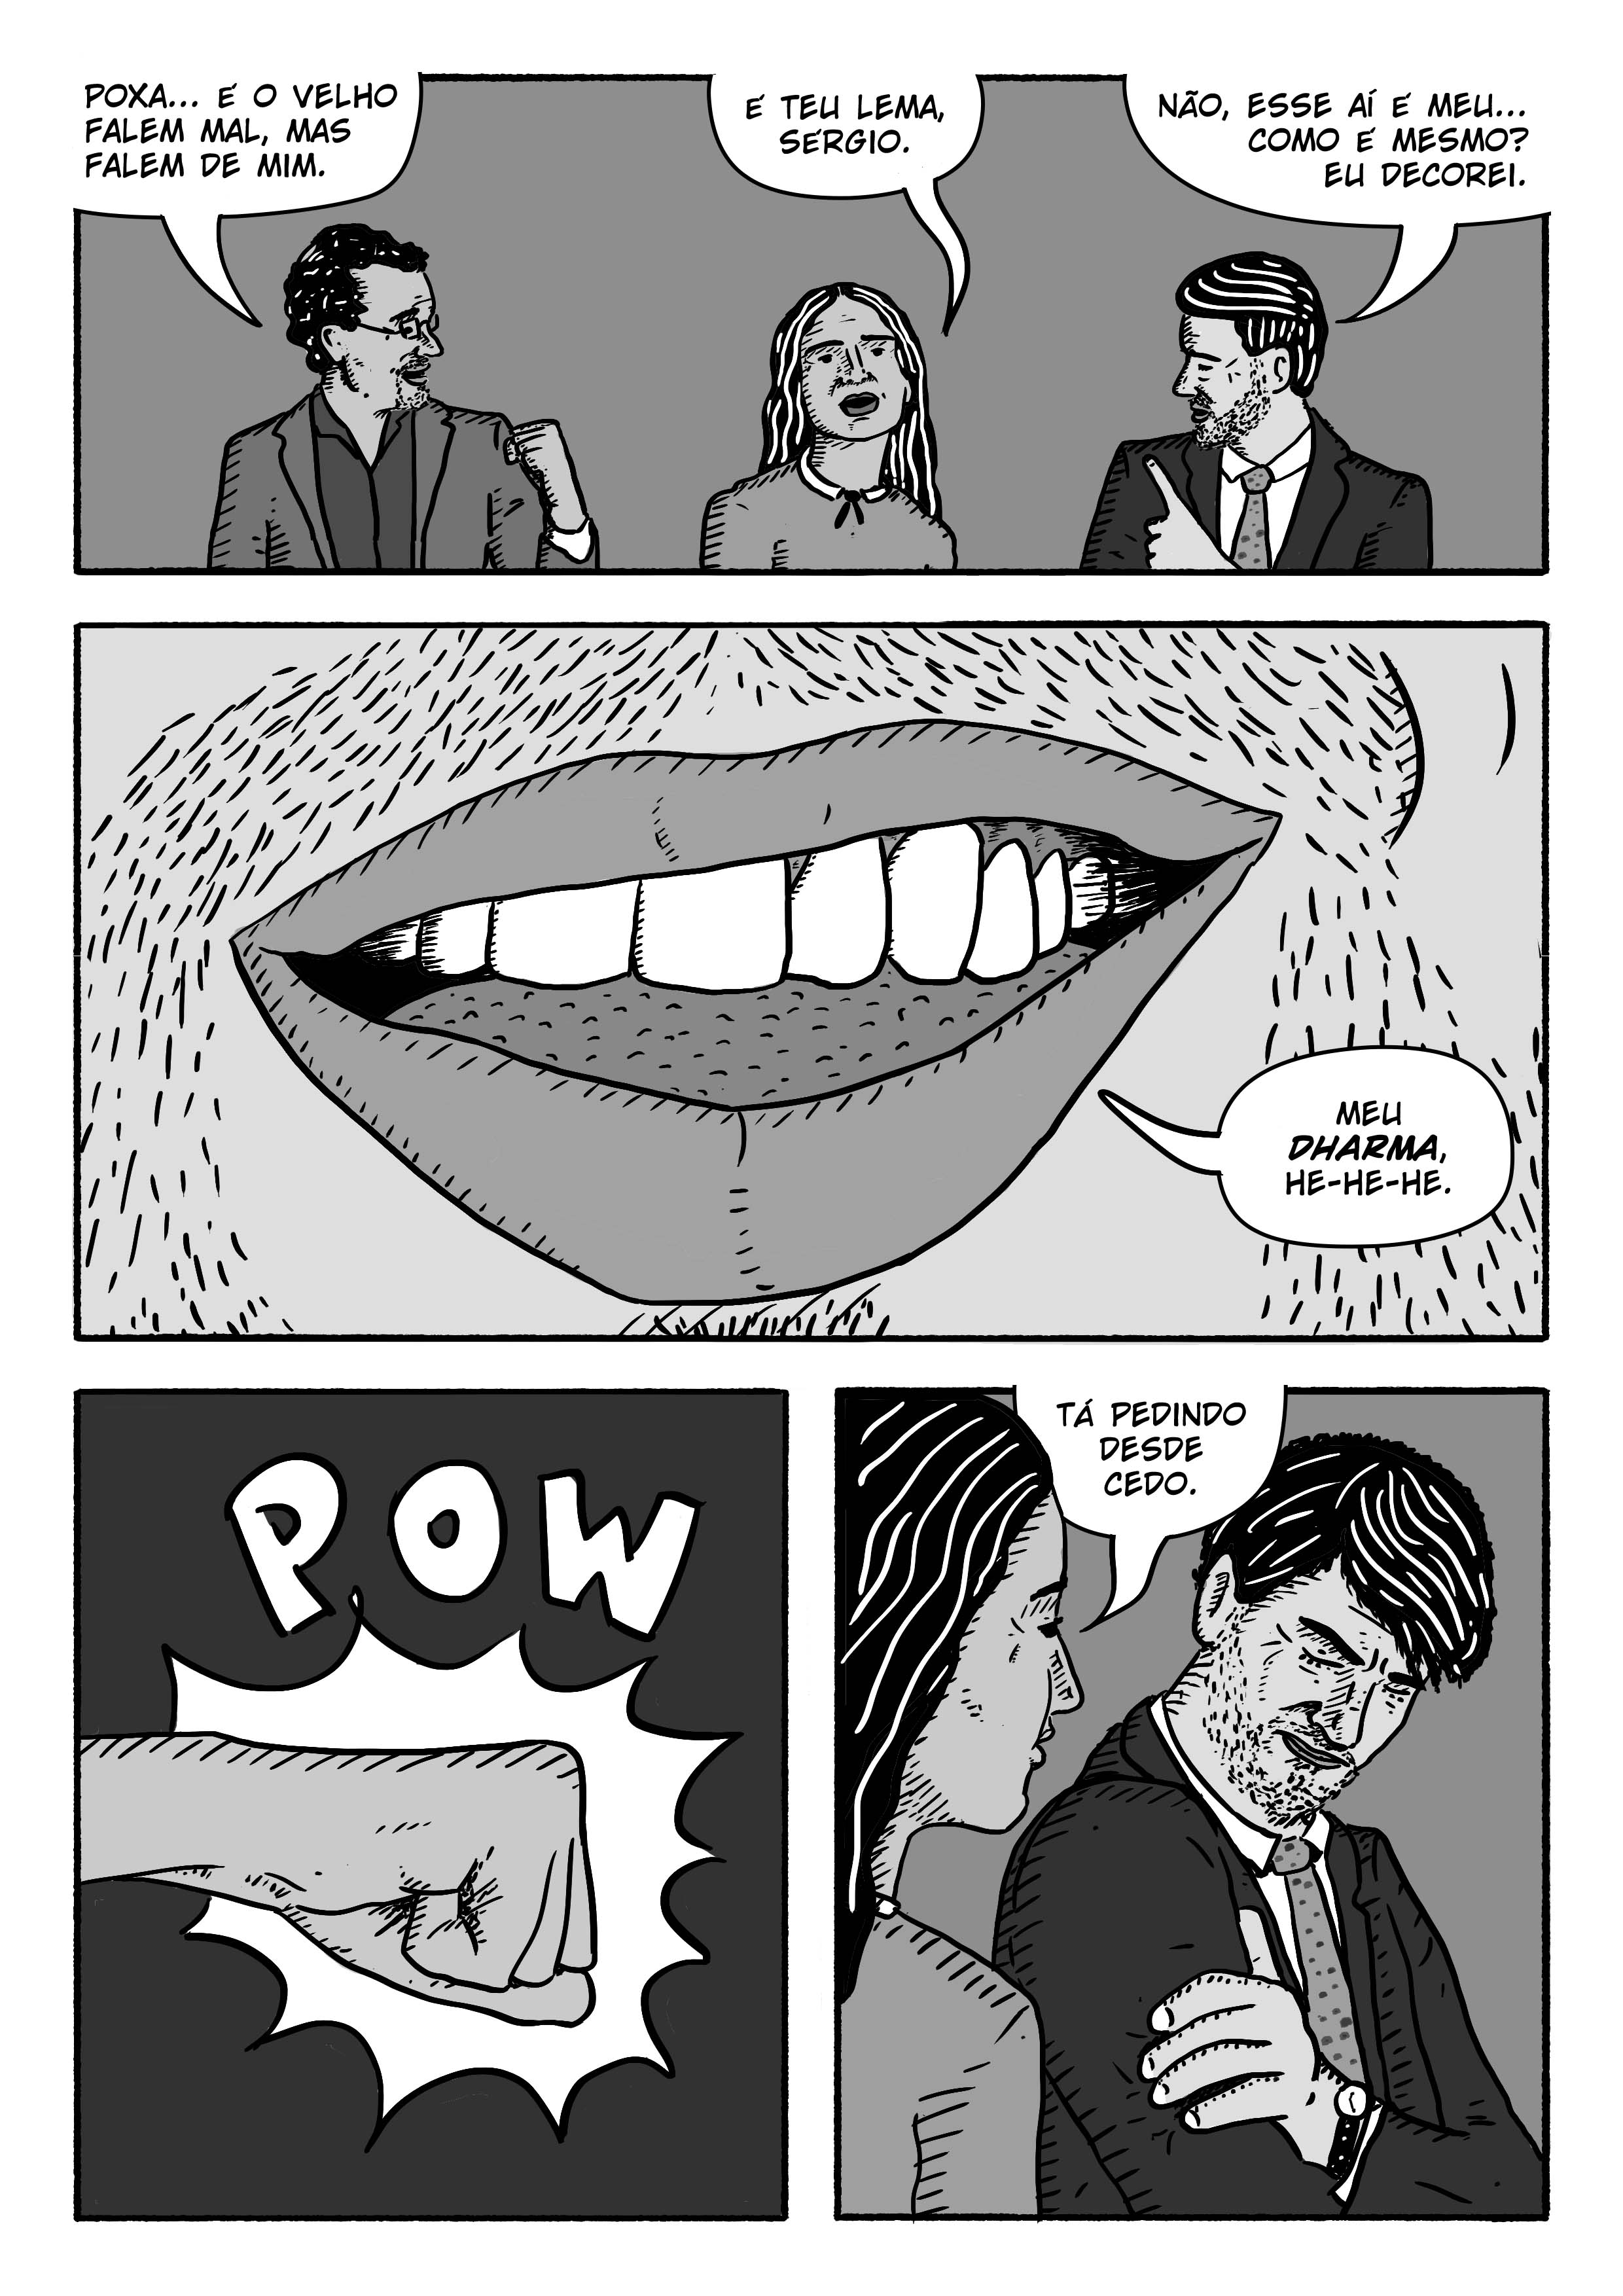 POXA... É O VELHO
FALEM MAL, MAS
FALEM DE MIM.
É TEU LEMA,
SÉRGIO.
NÃO, ESSE AÍ É MEU...
COMO É MESMO?
EU DECOREI.
MEU
DHARMA,
HE-HE-HE.
POW
TÁ PEDINDO
DESDE
CEDO.